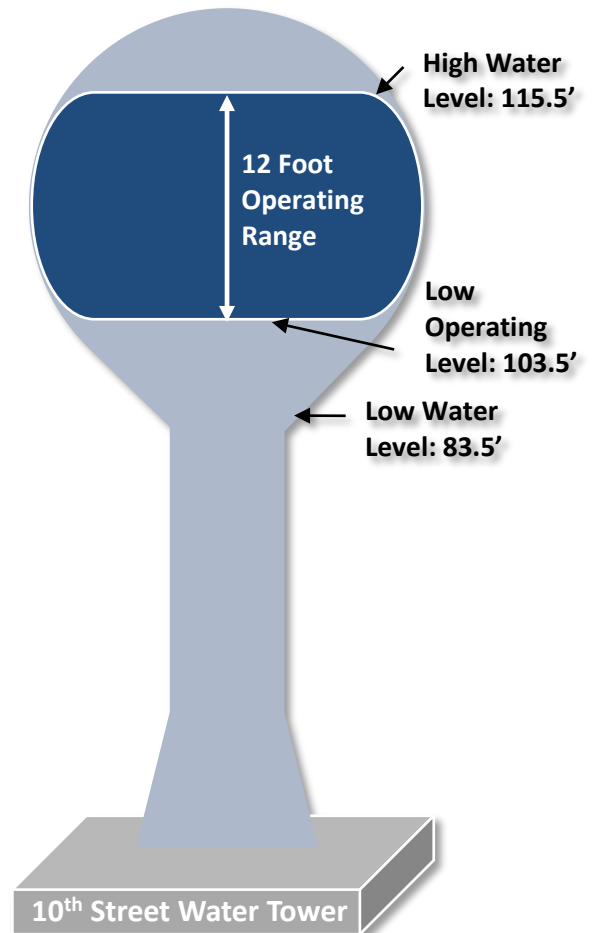 High Water
Level: 115.5’
12 Foot
Operating
Range
Low
Operating
Level: 103.5’
Low Water
Level: 83.5’
10th Street Water Tower